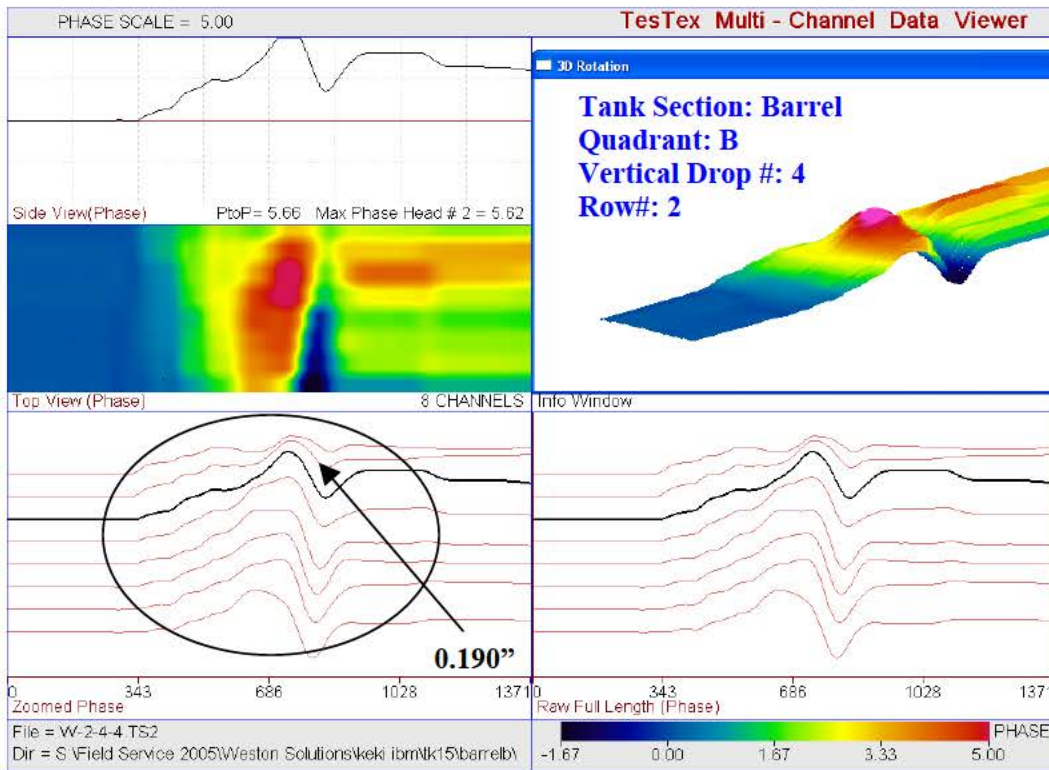 PHASE SCALE = 5.00
TesTex Multi - Channel Data Viewer
3D Rotation
Tank Section: Barrel
Quadrant: B
Vertical Drop #: 4
Row#: 2
Side View(Phase) PtoP= 5.66 Max Phase Head # 2 = 5.62
Top View (Phase) 8 CHANNELS
Info Window
0.190”
0 343 686 1028 1371
Zoomed Phase
0 343 686 1028 1371
Raw Full Length (Phase)
File = W-2-4-4.TS2
Dir = S:\Field Service 2005\Weston Solutions\keki ibm\tk15\barrelb\
PHASE
-1.67 0.00 1.67 3.33 5.00